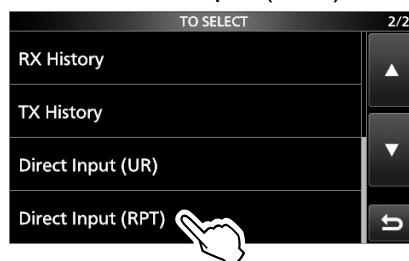 TO SELECT 2/2
RX History
TX History
Direct Input (UR)
Direct Input (RPT)